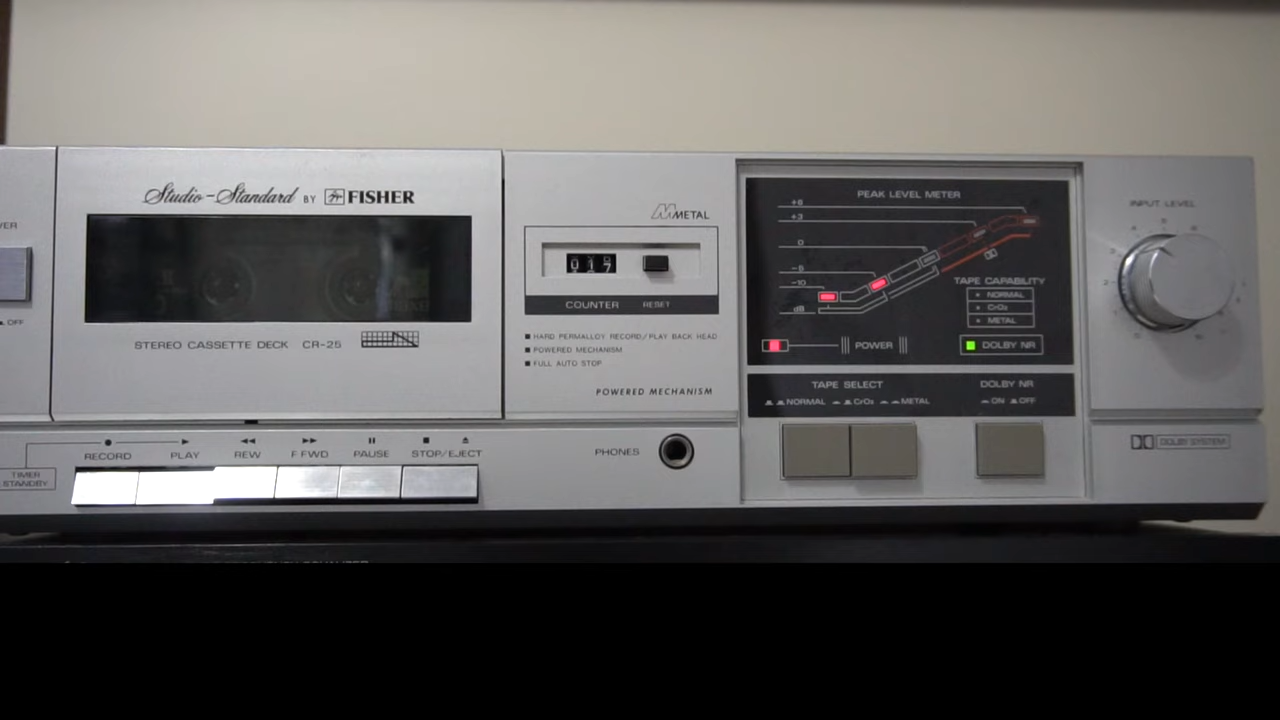 VER
OFF
Studio-Standard BY FISHER
STEREO CASSETTE DECK CR-25
METAL
017
COUNTER RESET
HARD PERMALLOY RECORD/PLAY BACK HEAD
POWERED MECHANISM
FULL AUTO STOP
POWERED MECHANISM
PEAK LEVEL METER
+6
+3
0
-5
-10
dB
TAPE CAPABILITY
NORMAL
CrO₂
METAL
POWER
DOLBY NR
TAPE SELECT
NORMAL CrO₂ METAL
DOLBY NR
ON OFF
INPUT LEVEL
2
10
DOLBY SYSTEM
TIMER
STANDBY
RECORD PLAY REW F FWD PAUSE STOP/EJECT
PHONES